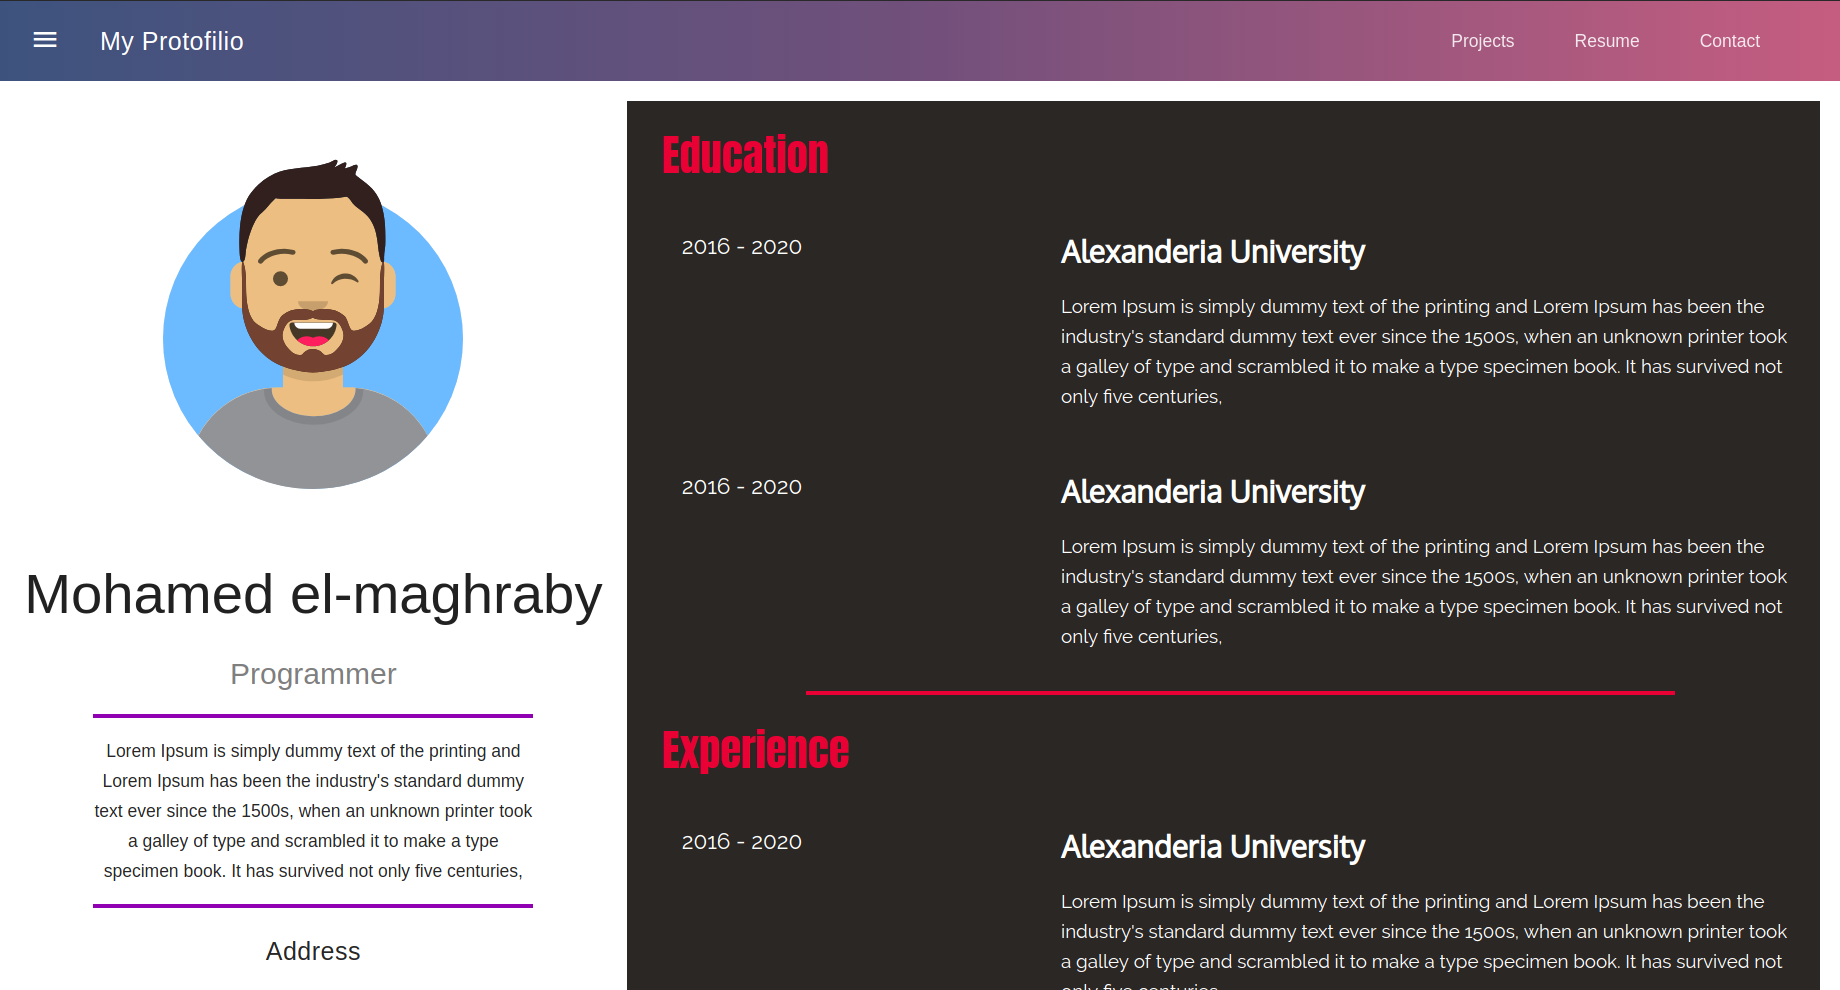 My Protofilio
Projects
Resume
Contact
Mohamed el-maghraby
Programmer
Lorem Ipsum is simply dummy text of the printing and
Lorem Ipsum has been the industry's standard dummy
text ever since the 1500s, when an unknown printer took
a galley of type and scrambled it to make a type
specimen book. It has survived not only five centuries,
Address
Education
2016 - 2020
Alexanderia University
Lorem Ipsum is simply dummy text of the printing and Lorem Ipsum has been the
industry's standard dummy text ever since the 1500s, when an unknown printer took
a galley of type and scrambled it to make a type specimen book. It has survived not
only five centuries,
2016 - 2020
Alexanderia University
Lorem Ipsum is simply dummy text of the printing and Lorem Ipsum has been the
industry's standard dummy text ever since the 1500s, when an unknown printer took
a galley of type and scrambled it to make a type specimen book. It has survived not
only five centuries,
Experience
2016 - 2020
Alexanderia University
Lorem Ipsum is simply dummy text of the printing and Lorem Ipsum has been the
industry's standard dummy text ever since the 1500s, when an unknown printer took
a galley of type and scrambled it to make a type specimen book. It has survived not
only five centuries,